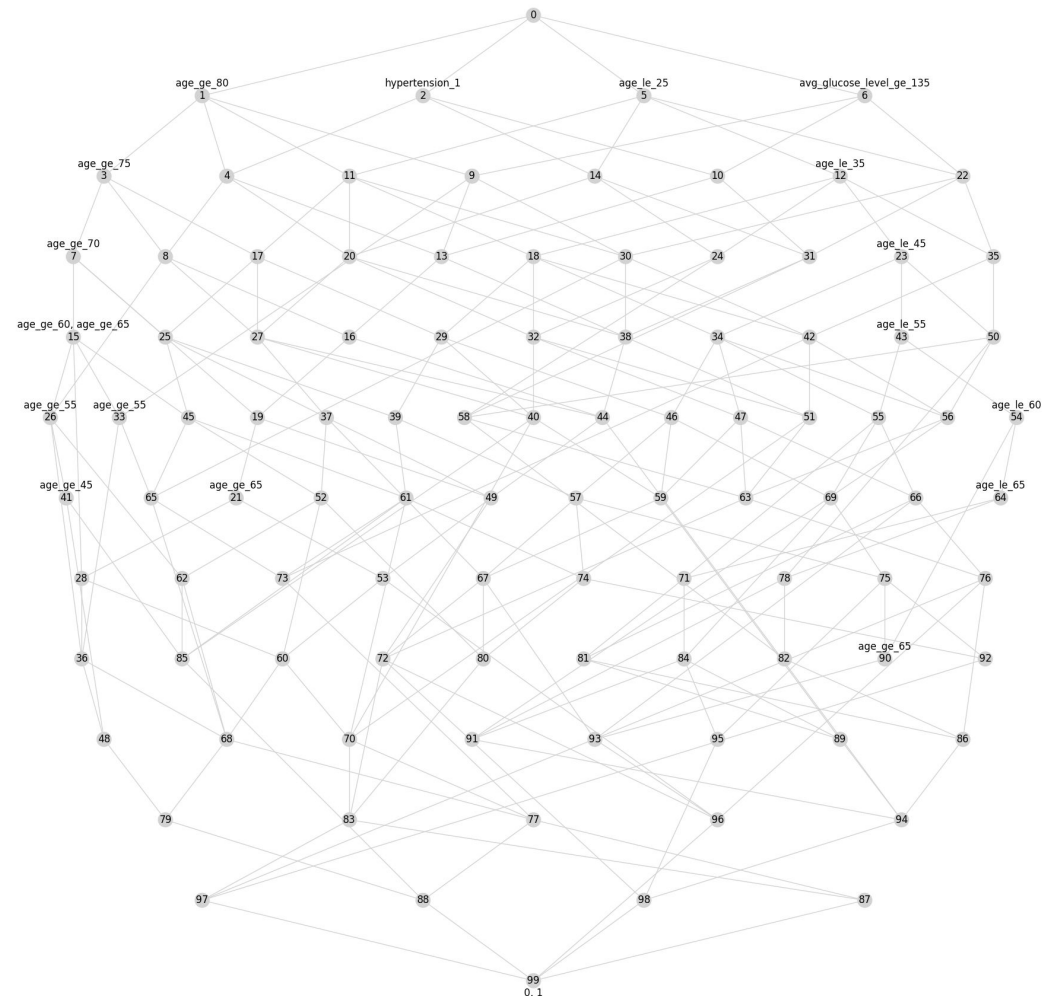 0
age_ge_80 hypertension_1 age_le_25 avg_glucose_level_ge_135
1 2 5 6
age_ge_75 age_le_35
3 4 11 9 14 10 12 22
age_ge_70 age_le_45
7 8 17 20 13 18 30 24 31 23 35
age_ge_60, age_ge_65 age_le_55
15 25 27 16 29 32 38 34 42 43 50
age_ge_55 age_ge_55 age_le_60
26 33 45 19 37 39 58 40 44 46 47 51 55 56 54
age_ge_45 age_ge_65 age_le_65
41 65 21 52 61 49 57 59 63 69 66 64
28 62 73 53 67 74 71 78 75 76
age_ge_65
36 85 60 72 80 81 84 82 90 92
48 68 70 91 93 95 89 86
79 83 77 96 94
97 88 98 87
99
0, 1